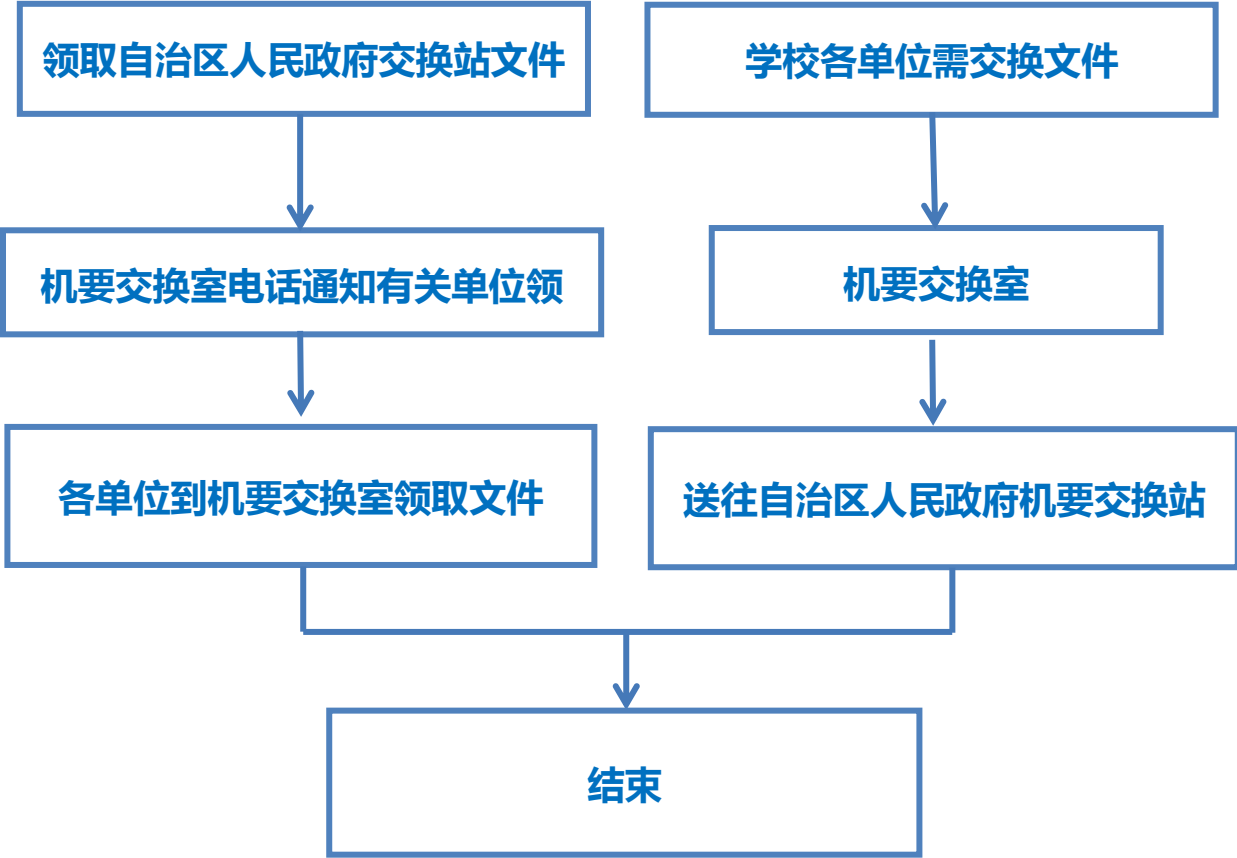 领取自治区人民政府交换站文件
学校各单位需交换文件
机要交换室电话通知有关单位领
机要交换室
各单位到机要交换室领取文件
送往自治区人民政府机要交换站
结束